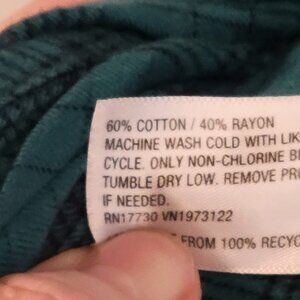 60% COTTON / 40% RAYON
MACHINE WASH COLD WITH LIK
CYCLE. ONLY NON-CHLORINE B
TUMBLE DRY LOW. REMOVE PR
IF NEEDED.
RN17730 VN1973122
FROM 100% RECYC